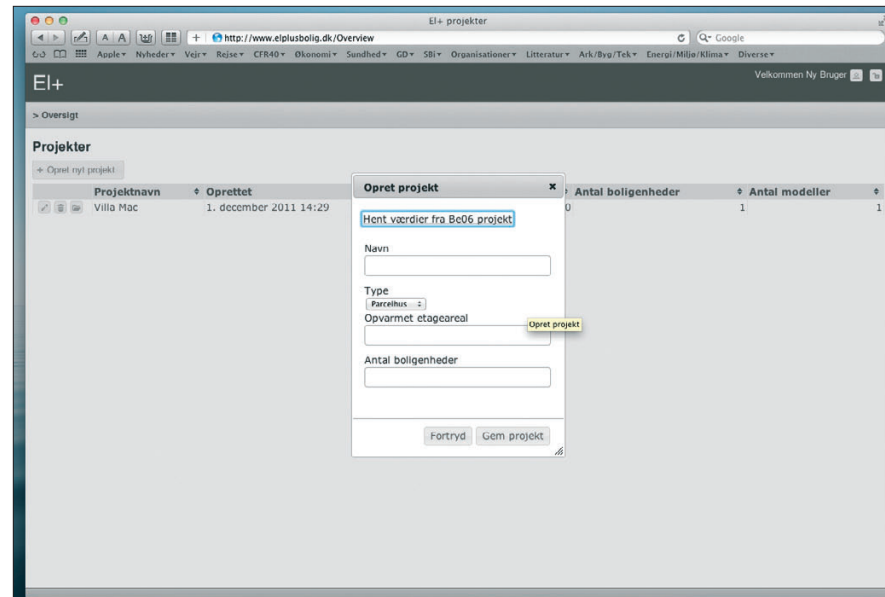 El+ projekter
A A + http://www.elplusbolig.dk/Overview Google
Apple Nyheder Vejr Rejse CFR40 Økonomi Sundhed GD SBi Organisationer Litteratur Ark/Byg/Tek Energi/Miljø/Klima Diverse
El+ Velkommen Ny Bruger
> Oversigt
Projekter
+ Opret nyt projekt
Projektnavn Oprettet Antal boligenheder Antal modeller
Villa Mac 1. december 2011 14:29 0 1 1
Opret projekt x
Hent værdier fra Be06 projekt
Navn
Type
Parcelhus
Opvarmet etageareal
Opret projekt
Antal boligenheder
Fortryd Gem projekt